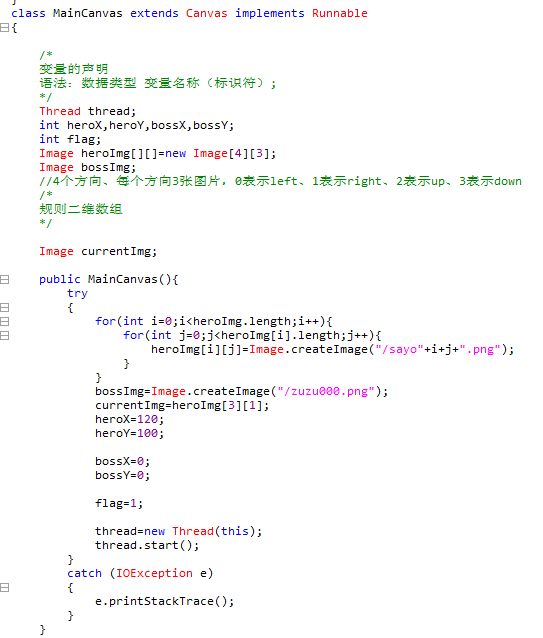 }
class MainCanvas extends Canvas implements Runnable
{
/*
变量的声明
语法：数据类型 变量名称（标识符）;
*/
Thread thread;
int heroX,heroY,bossX,bossY;
int flag;
Image heroImg[][]=new Image[4][3];
Image bossImg;
//4个方向、每个方向3张图片，0表示left、1表示right、2表示up、3表示down
/*
规则二维数组
*/
Image currentImg;
public MainCanvas(){
try
{
for(int i=0;i<heroImg.length;i++){
for(int j=0;j<heroImg[i].length;j++){
heroImg[i][j]=Image.createImage("/sayo"+i+j+".png");
}
}
bossImg=Image.createImage("/zuzu000.png");
currentImg=heroImg[3][1];
heroX=120;
heroY=100;
bossX=0;
bossY=0;
flag=1;
thread=new Thread(this);
thread.start();
}
catch (IOException e)
{
e.printStackTrace();
}
}